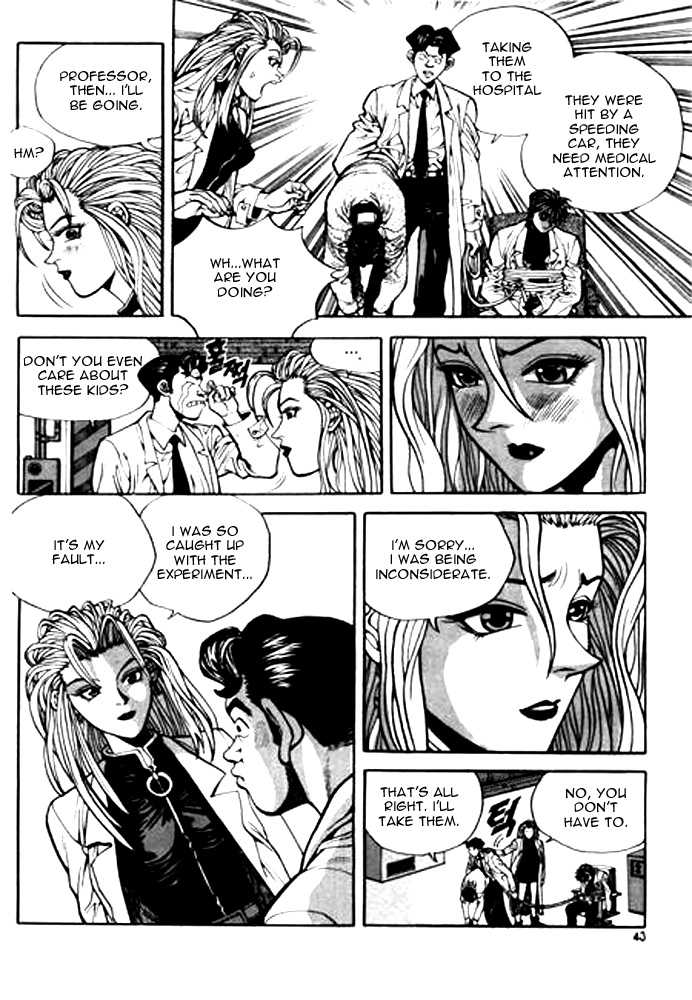 PROFESSOR,
THEN... I'LL
BE GOING.
HM?
WH...WHAT
ARE YOU
DOING?
TAKING
THEM
TO THE
HOSPITAL
THEY WERE
HIT BY A
SPEEDING
CAR, THEY
NEED MEDICAL
ATTENTION.
DON'T YOU EVEN
CARE ABOUT
THESE KIDS?
...
IT'S MY
FAULT...
I WAS SO
CAUGHT UP
WITH THE
EXPERIMENT...
I'M SORRY...
I WAS BEING
INCONSIDERATE.
THAT'S ALL
RIGHT. I'LL
TAKE THEM.
턱
NO, YOU
DON'T
HAVE TO.
43